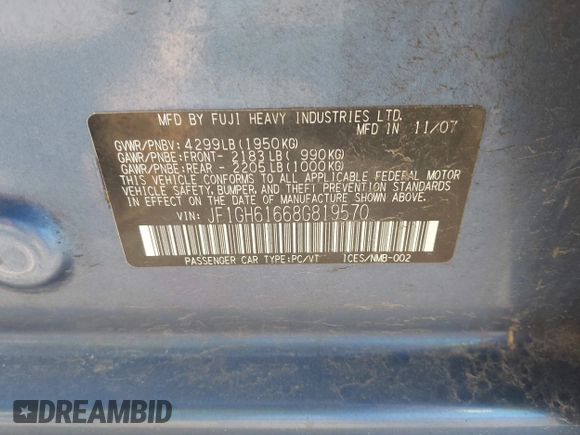 MFD BY FUJI HEAVY INDUSTRIES LTD.
MFD IN 11/07
GVWR/PNBV: 4299LB(1950KG)
GAWR/PNBE:FRONT- 2183LB( 990KG)
GAWR/PNBE:REAR - 2205LB(1000KG)
THIS VEHICLE CONFORMS TO ALL APPLICABLE FEDERAL MOTOR
VEHICLE SAFETY, BUMPER, AND THEFT PREVENTION STANDARDS
IN EFFECT ON THE DATE OF MANUFACTURE SHOWN ABOVE.
VIN: JF1GH61668G819570
PASSENGER CAR TYPE:PC/VT ICES/NMB-002
DREAMBID